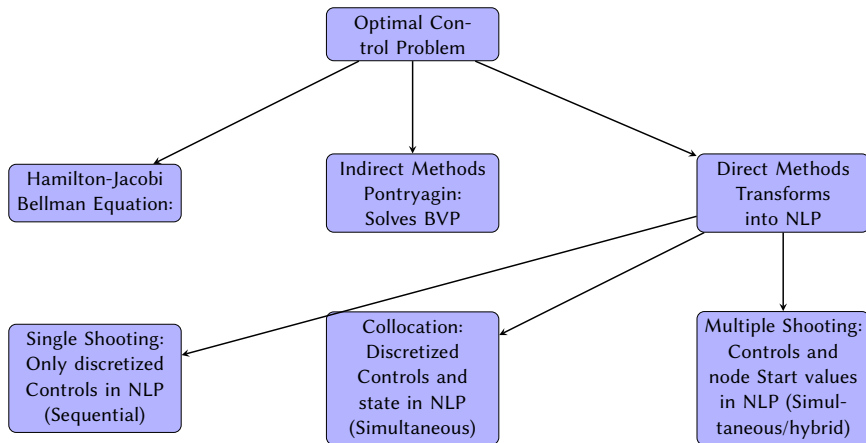 Optimal Con-
trol Problem
Hamilton-Jacobi
Bellman Equation:
Indirect Methods
Pontryagin:
Solves BVP
Direct Methods
Transforms
into NLP
Single Shooting:
Only discretized
Controls in NLP
(Sequential)
Collocation:
Discretized
Controls and
state in NLP
(Simultaneous)
Multiple Shooting:
Controls and
node Start values
in NLP (Simul-
taneous/hybrid)